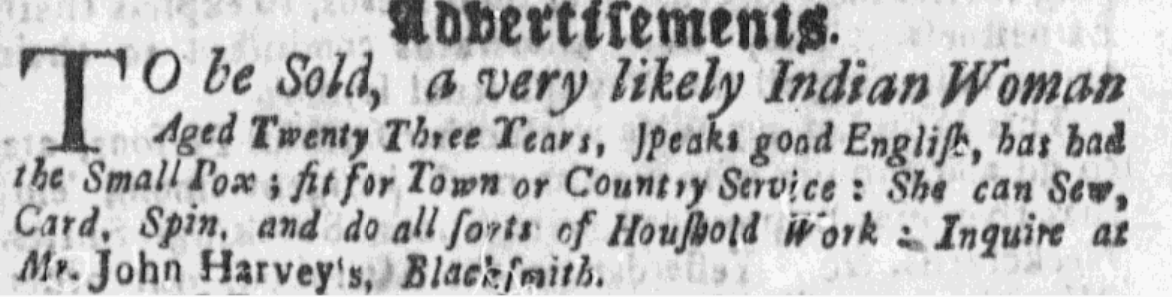 Advertiſements.
TO be Sold, a very likely Indian Woman
Aged Twenty Three Years, ſpeaks good Engliſh, has had
the Small Pox; fit for Town or Country Service: She can Sew,
Card, Spin, and do all ſorts of Houſhold Work: Inquire at
Mr. John Harvey's, Blackſmith.